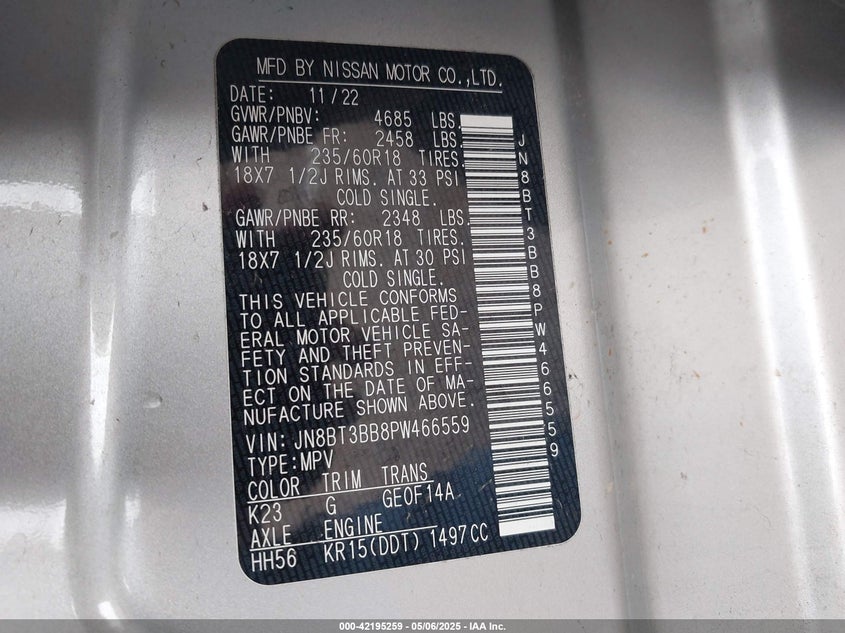 MFD BY NISSAN MOTOR CO.,LTD.
DATE: 11/22
GVWR/PNBV: 4685 LBS.
GAWR/PNBE FR: 2458 LBS.
WITH 235/60R18 TIRES.
18X7 1/2J RIMS. AT 33 PSI
COLD SINGLE.
GAWR/PNBE RR: 2348 LBS.
WITH 235/60R18 TIRES.
18X7 1/2J RIMS. AT 30 PSI
COLD SINGLE.
THIS VEHICLE CONFORMS
TO ALL APPLICABLE FED-
ERAL MOTOR VEHICLE SA-
FETY AND THEFT PREVEN-
TION STANDARDS IN EFF-
ECT ON THE DATE OF MA-
NUFACTURE SHOWN ABOVE.
VIN: JN8BT3BB8PW466559
TYPE:MPV
COLOR TRIM TRANS
K23 G GE0F14A
AXLE ENGINE
HH56 KR15(DDT) 1497CC
JN8BT3BB8PW466559
000-42195259 - 05/06/2025 - IAA Inc.